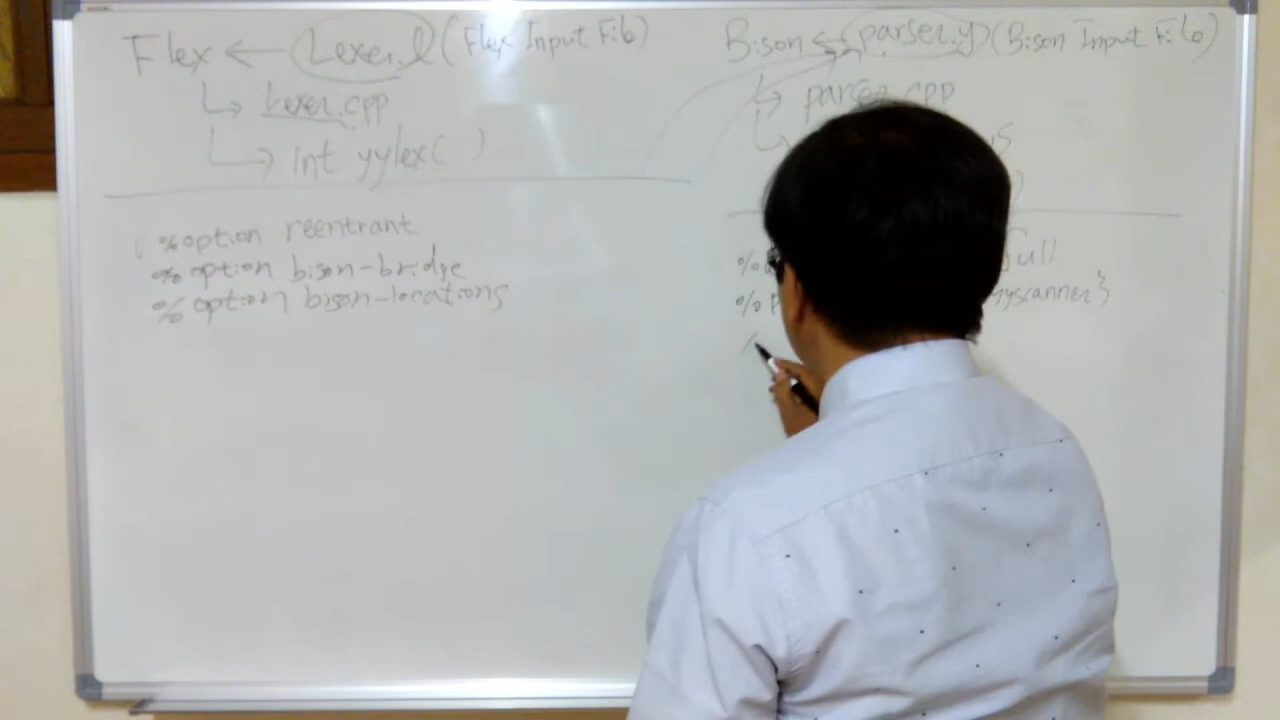 Flex ← Lexer.l (Flex Input File)
Lexer.cpp
int yylex( )
%option reentrant
%option bison-bridge
%option bison-locations
Bison ← (parser.y) (Bison Input File)
parser.cpp
full
% p yyscanner}